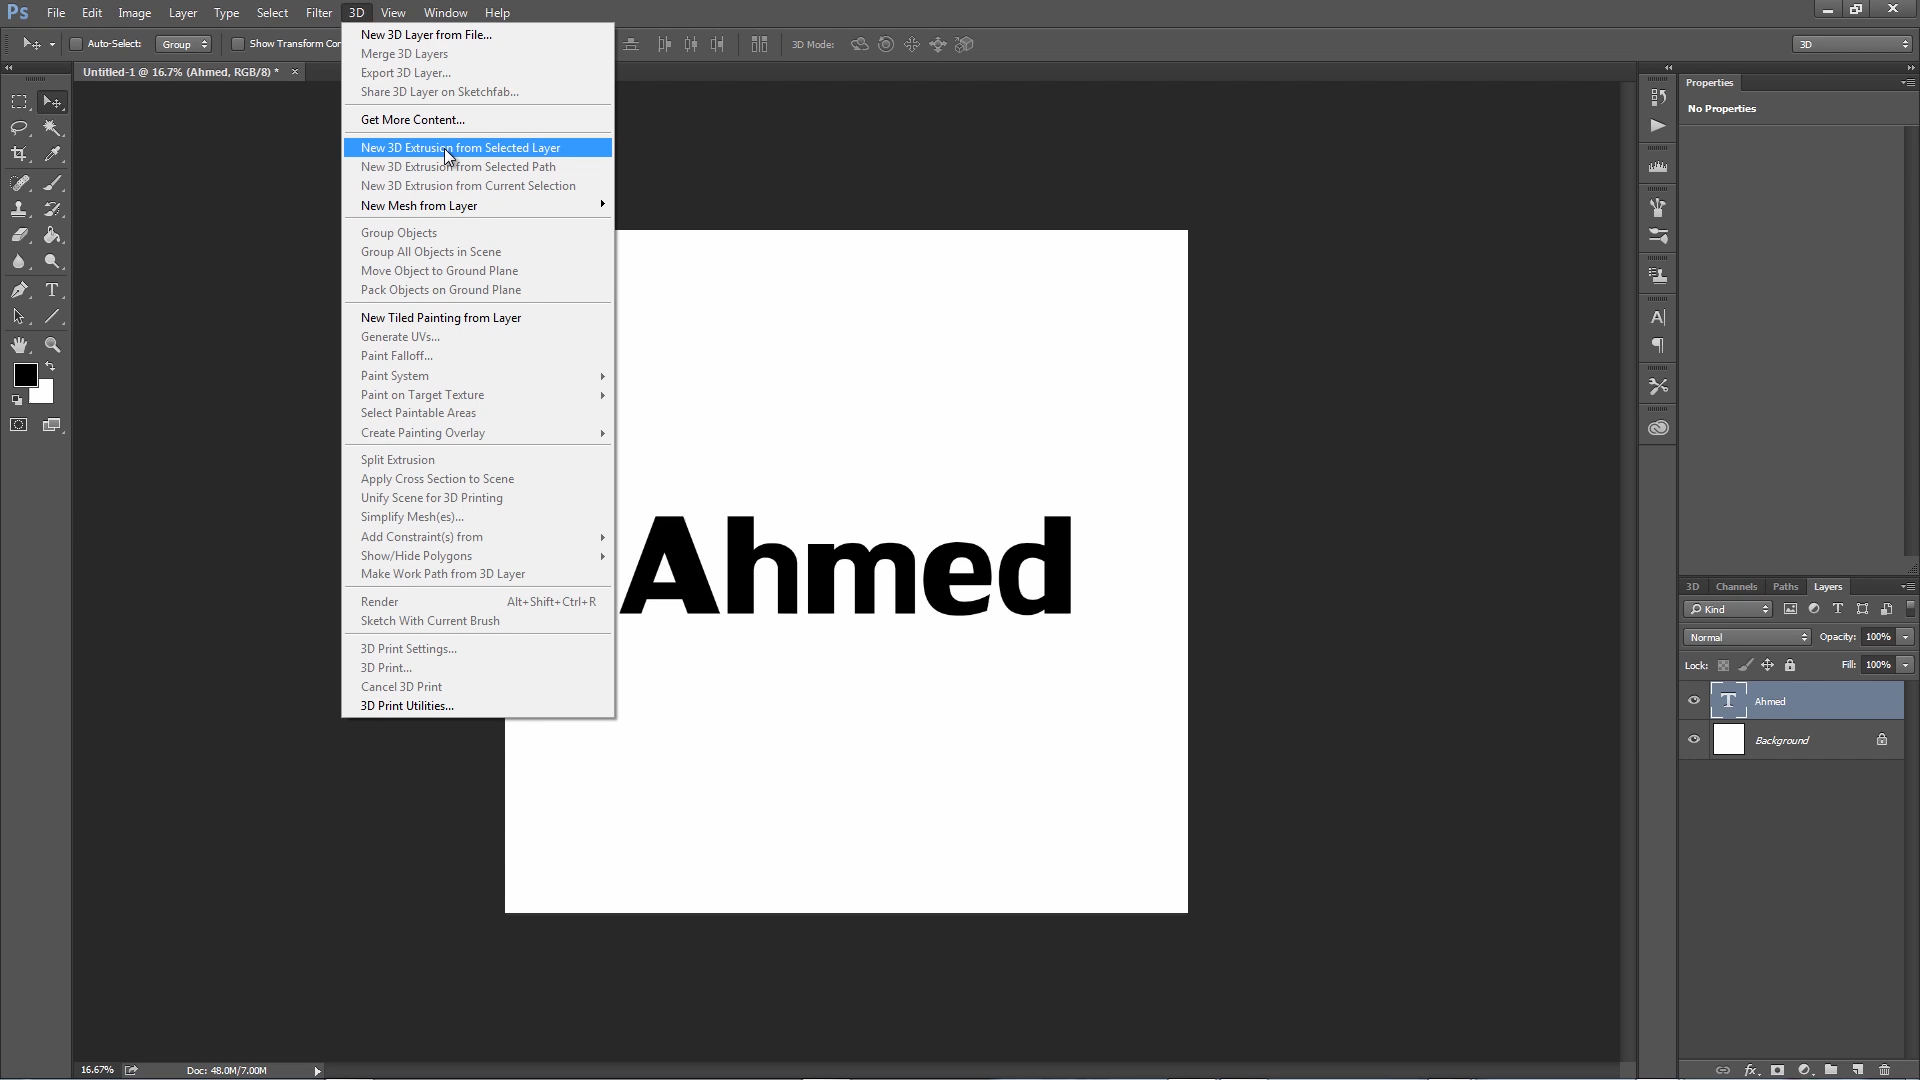 Ps File Edit Image Layer Type Select Filter 3D View Window Help
Auto-Select: Group Show Transform Con 3D Mode: 3D
Untitled-1 @ 16.7% (Ahmed, RGB/8) * ×
New 3D Layer from File...
Merge 3D Layers
Export 3D Layer...
Share 3D Layer on Sketchfab...
Get More Content...
New 3D Extrusion from Selected Layer
New 3D Extrusion from Selected Path
New 3D Extrusion from Current Selection
New Mesh from Layer
Group Objects
Group All Objects in Scene
Move Object to Ground Plane
Pack Objects on Ground Plane
New Tiled Painting from Layer
Generate UVs...
Paint Falloff...
Paint System
Paint on Target Texture
Select Paintable Areas
Create Painting Overlay
Split Extrusion
Apply Cross Section to Scene
Unify Scene for 3D Printing
Simplify Mesh(es)...
Add Constraint(s) from
Show/Hide Polygons
Make Work Path from 3D Layer
Render Alt+Shift+Ctrl+R
Sketch With Current Brush
3D Print Settings...
3D Print...
Cancel 3D Print
3D Print Utilities...
Ahmed
Properties
No Properties
3D Channels Paths Layers
Kind
Normal Opacity: 100%
Lock: Fill: 100%
Ahmed
Background
16.67% Doc: 48.0M/7.00M